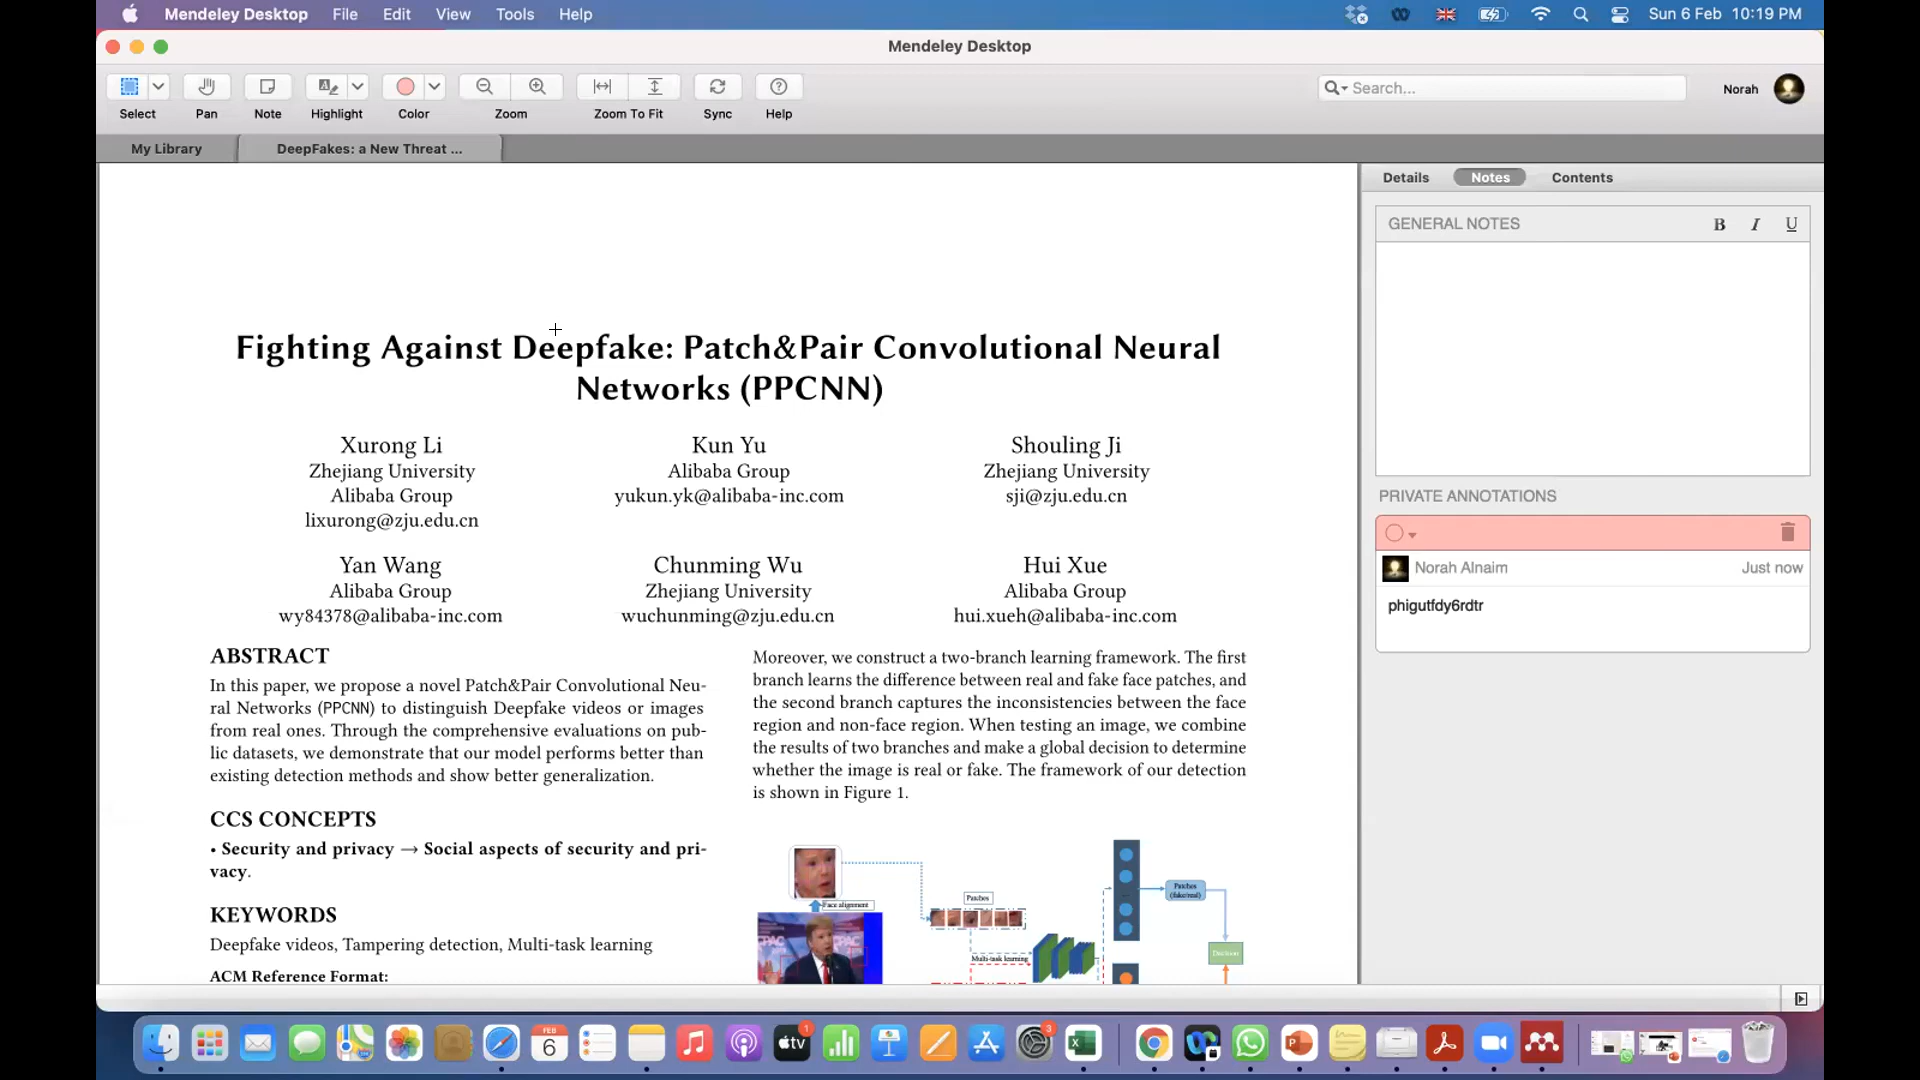 Mendeley Desktop File Edit View Tools Help
Sun 6 Feb 10:19 PM
Mendeley Desktop
Select Pan Note Highlight Color Zoom Zoom To Fit Sync Help
Search...
Norah
My Library
DeepFakes: a New Threat ...
Details Notes Contents
GENERAL NOTES
B I U
PRIVATE ANNOTATIONS
Norah Alnaim Just now
phigutfdy6rdtr
Fighting Against Deepfake: Patch&Pair Convolutional Neural
Networks (PPCNN)
Xurong Li
Zhejiang University
Alibaba Group
lixurong@zju.edu.cn
Kun Yu
Alibaba Group
yukun.yk@alibaba-inc.com
Shouling Ji
Zhejiang University
sji@zju.edu.cn
Yan Wang
Alibaba Group
wy84378@alibaba-inc.com
Chunming Wu
Zhejiang University
wuchunming@zju.edu.cn
Hui Xue
Alibaba Group
hui.xueh@alibaba-inc.com
ABSTRACT
In this paper, we propose a novel Patch&Pair Convolutional Neu-
ral Networks (PPCNN) to distinguish Deepfake videos or images
from real ones. Through the comprehensive evaluations on pub-
lic datasets, we demonstrate that our model performs better than
existing detection methods and show better generalization.
CCS CONCEPTS
• Security and privacy → Social aspects of security and pri-
vacy.
KEYWORDS
Deepfake videos, Tampering detection, Multi-task learning
ACM Reference Format:
Moreover, we construct a two-branch learning framework. The first
branch learns the difference between real and fake face patches, and
the second branch captures the inconsistencies between the face
region and non-face region. When testing an image, we combine
the results of two branches and make a global decision to determine
whether the image is real or fake. The framework of our detection
is shown in Figure 1.
Face alignment
Patches
Multi-task learning
Patches
(fake/real)
Decision
FEB
6
tv
1
3